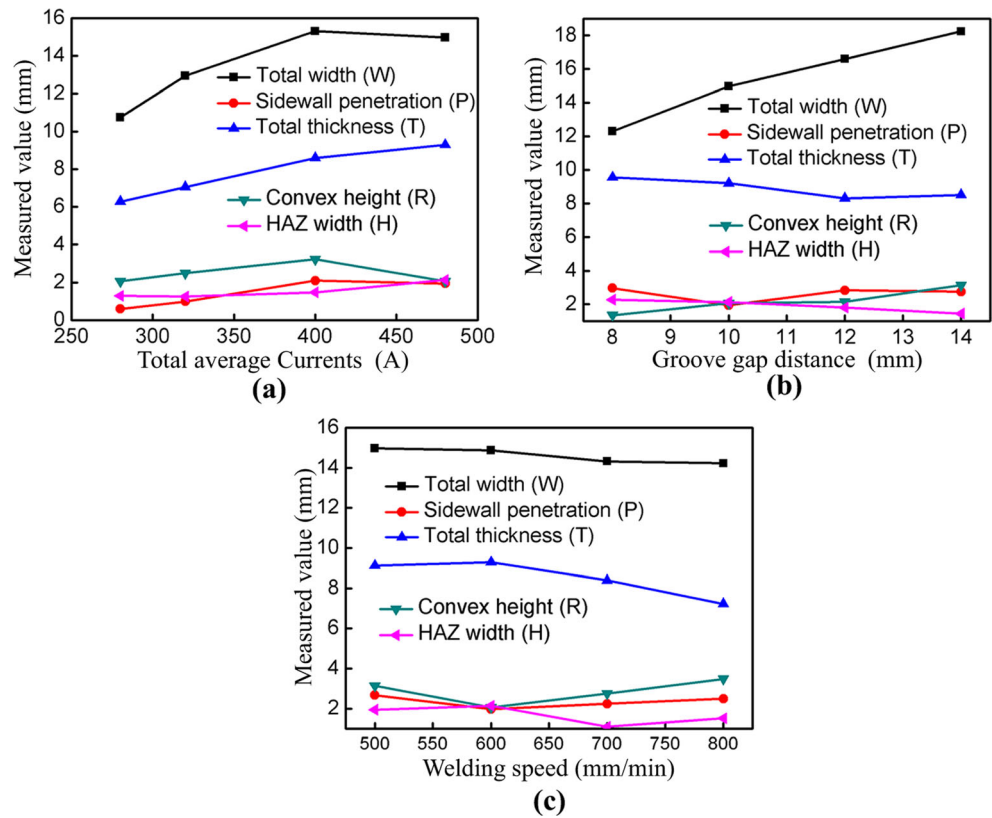 16
14
12
10
8
6
4
2
0
Measured value (mm)
Total width (W)
Sidewall penetration (P)
Total thickness (T)
Convex height (R)
HAZ width (H)
250 300 350 400 450 500
Total average Currents (A)
(a)
18
16
14
12
10
8
6
4
2
Measured value (mm)
Total width (W)
Sidewall penetration (P)
Total thickness (T)
Convex height (R)
HAZ width (H)
8 9 10 11 12 13 14
Groove gap distance (mm)
(b)
16
14
12
10
8
6
4
2
Measured value (mm)
Total width (W)
Sidewall penetration (P)
Total thickness (T)
Convex height (R)
HAZ width (H)
500 550 600 650 700 750 800
Welding speed (mm/min)
(c)